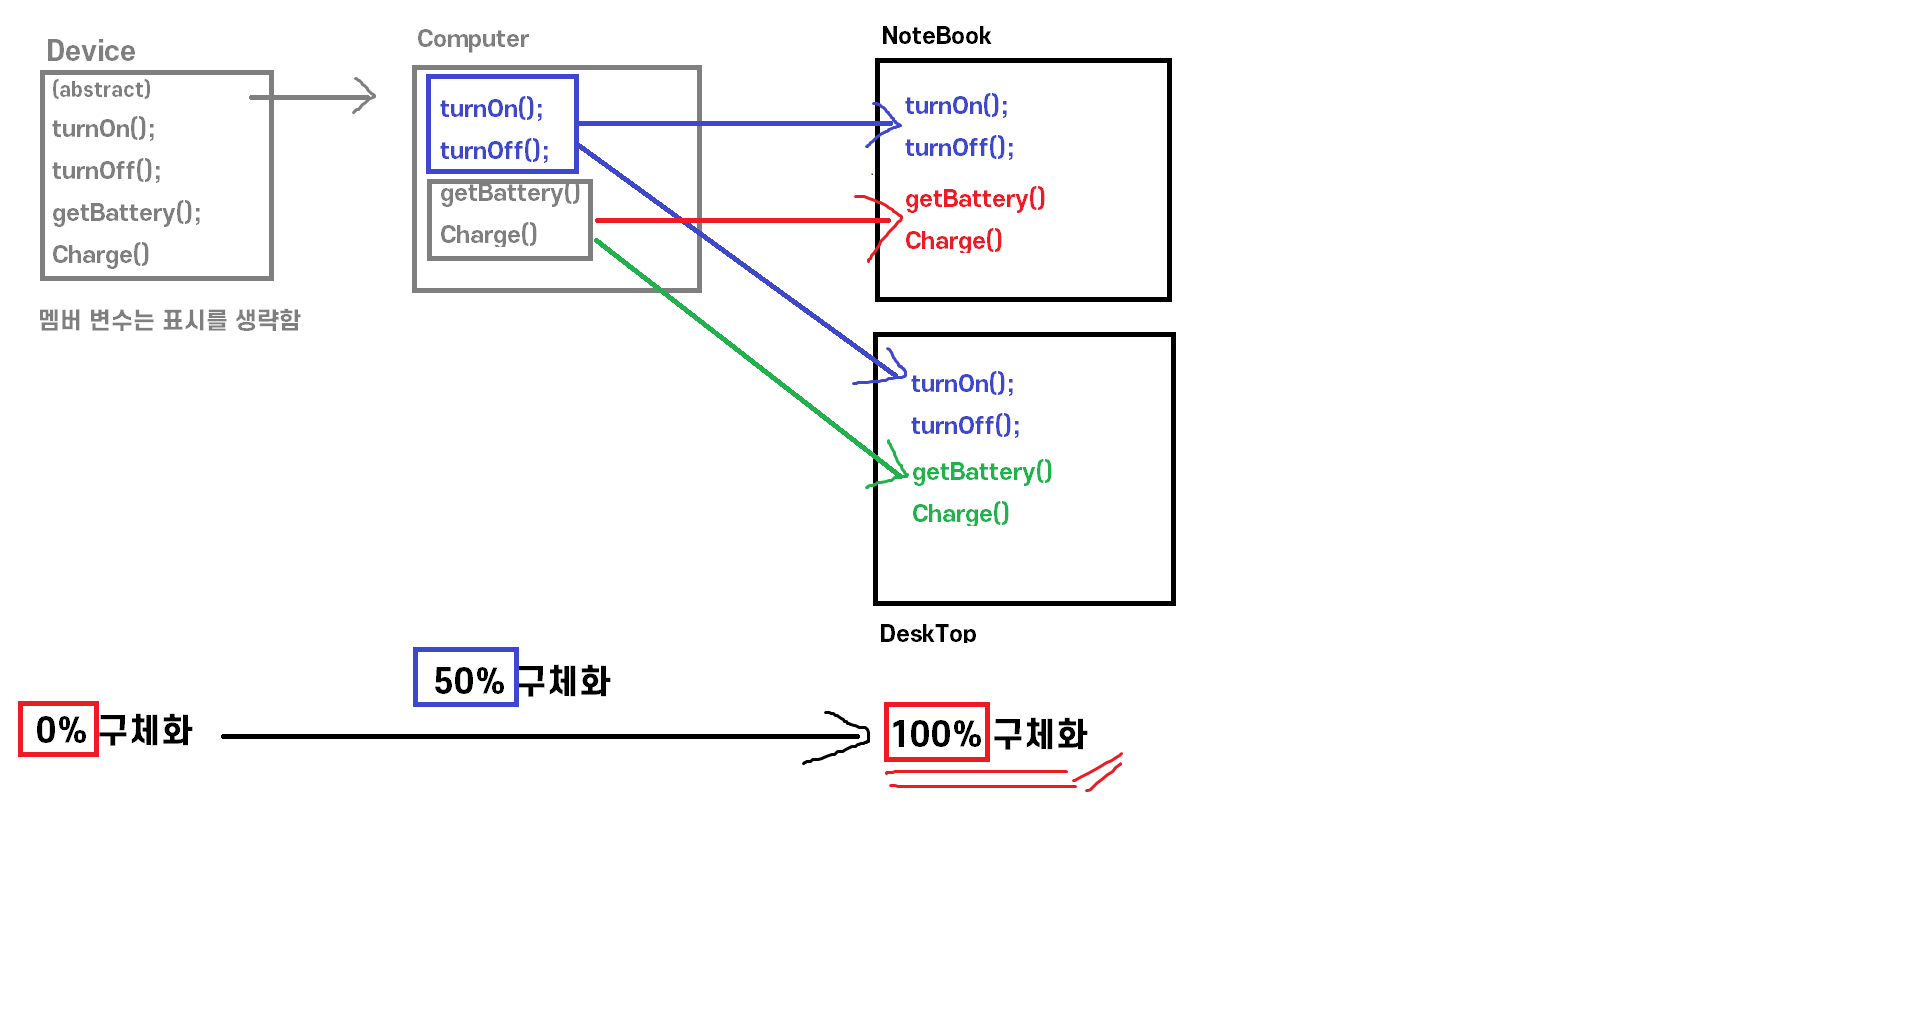 Device
(abstract)
turnOn();
turnOff();
getBattery();
Charge()
멤버 변수는 표시를 생략함
Computer
turnOn();
turnOff();
getBattery()
Charge()
NoteBook
turnOn();
turnOff();
getBattery()
Charge()
turnOn();
turnOff();
getBattery()
Charge()
DeskTop
0% 구체화
50% 구체화
100% 구체화